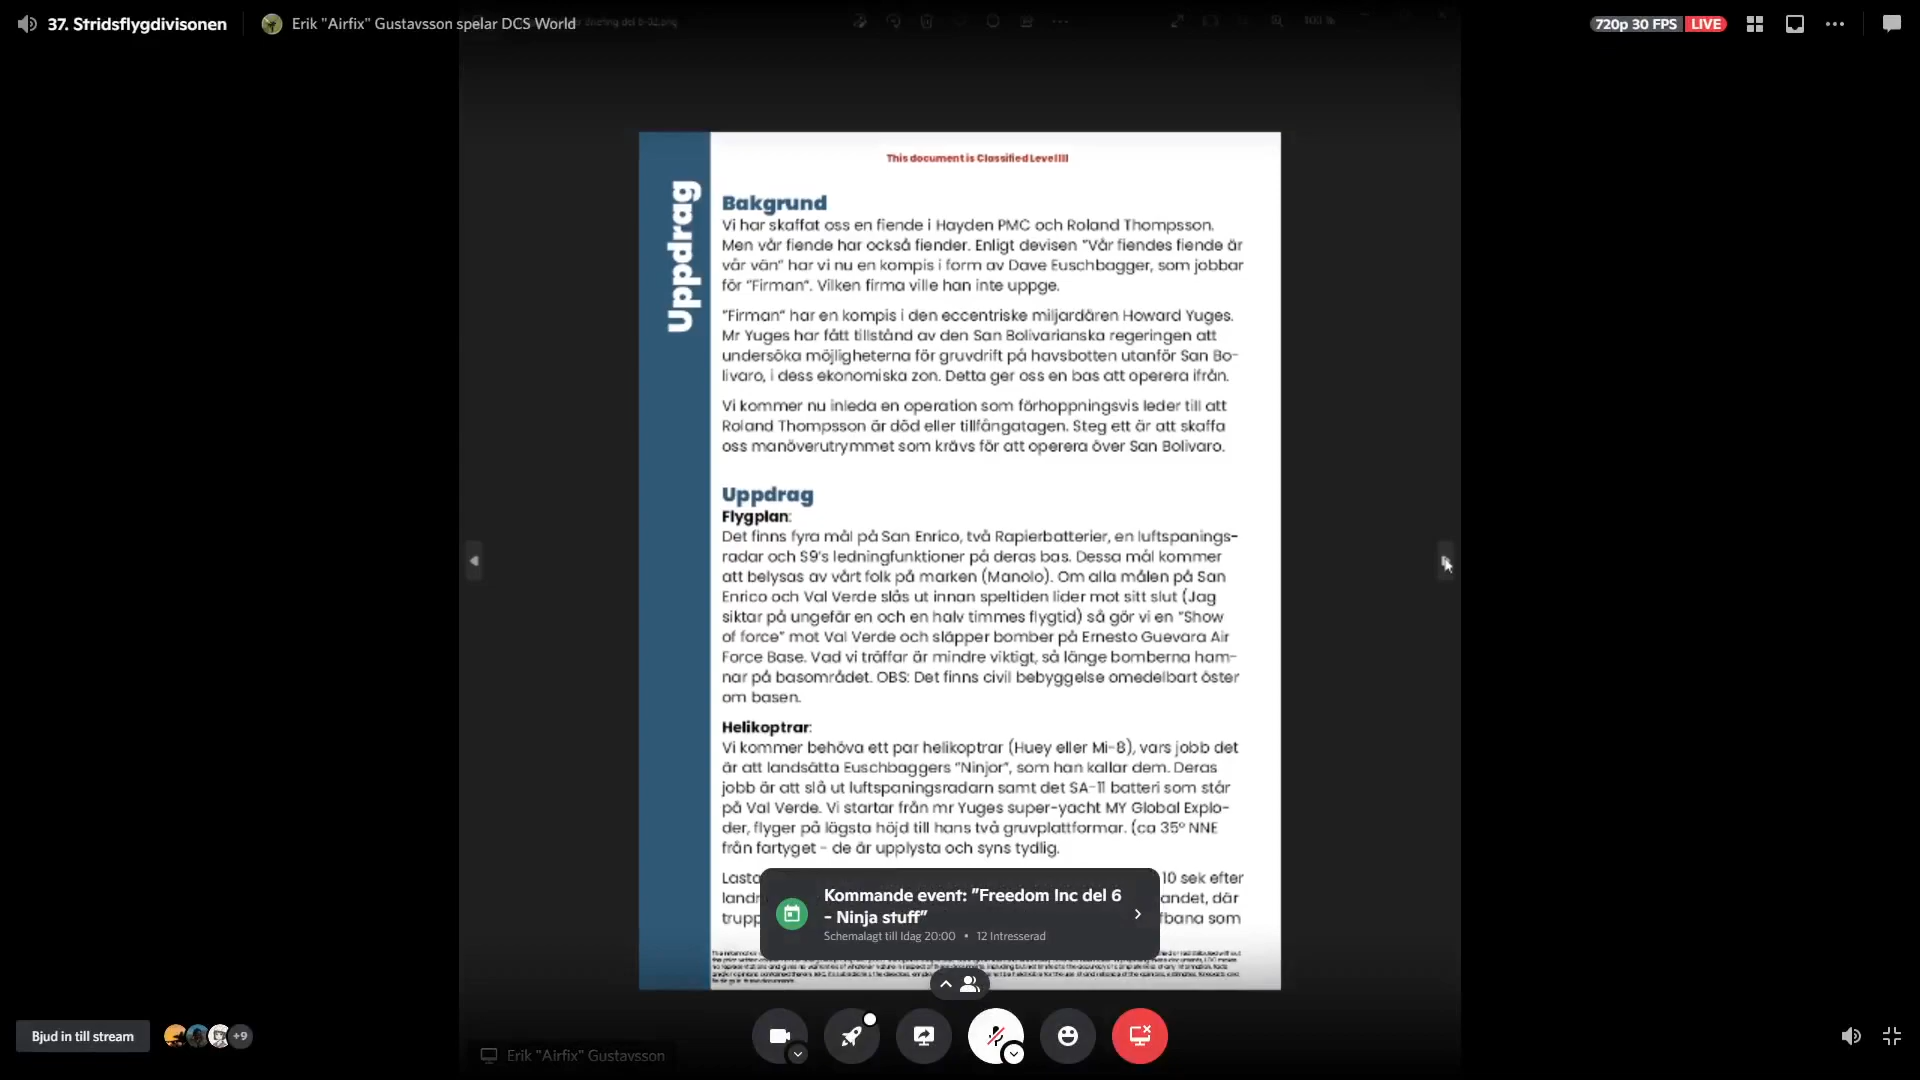 37. Stridsflygdivisonen
Erik "Airfix" Gustavsson spelar DCS World
720p 30 FPS LIVE
This document is Classified Level III
Uppdrag
Bakgrund
Vi har skaffat oss en fiende i Hayden PMC och Roland Thompsson.
Men vår fiende har också fiender. Enligt devisen ”Vår fiendes fiende är
vår vän” har vi nu en kompis i form av Dave Euschbagger, som jobbar
för ”Firman”. Vilken firma ville han inte uppge.
”Firman” har en kompis i den eccentriske miljardären Howard Yuges.
Mr Yuges har fått tillstånd av den San Bolivarianska regeringen att
undersöka möjligheterna för gruvdrift på havsbotten utanför San Bo-
livaro, i dess ekonomiska zon. Detta ger oss en bas att operera ifrån.
Vi kommer nu inleda en operation som förhoppningsvis leder till att
Roland Thompsson är död eller tillfångatagen. Steg ett är att skaffa
oss manöverutrymmet som krävs för att operera över San Bolivaro.
Uppdrag
Flygplan:
Det finns fyra mål på San Enrico, två Rapierbatterier, en luftspanings-
radar och S9's ledningfunktioner på deras bas. Dessa mål kommer
att belysas av vårt folk på marken (Manolo). Om alla målen på San
Enrico och Val Verde slås ut innan speltiden lider mot sitt slut (Jag
siktar på ungefär en och en halv timmes flygtid) så gör vi en ”Show
of force” mot Val Verde och släpper bomber på Ernesto Guevara Air
Force Base. Vad vi träffar är mindre viktigt, så länge bomberna ham-
nar på basområdet. OBS: Det finns civil bebyggelse omedelbart öster
om basen.
Helikoptrar:
Vi kommer behöva ett par helikoptrar (Huey eller Mi-8), vars jobb det
är att landsätta Euschbaggers ”Ninjor”, som han kallar dem. Deras
jobb är att slå ut luftspaningsradarn samt det SA-11 batteri som står
på Val Verde. Vi startar från mr Yuges super-yacht MY Global Explo-
der, flyger på lägsta höjd till hans två gruvplattformar. (ca 35° NNE
från fartyget - de är upplysta och syns tydlig.
Lasta 10 sek efter
landn andet, där
trupp fbana som
Kommande event: ”Freedom Inc del 6
- Ninja stuff”
Schemalagt till Idag 20:00 • 12 Intresserad
Bjud in till stream
+9
Erik "Airfix" Gustavsson